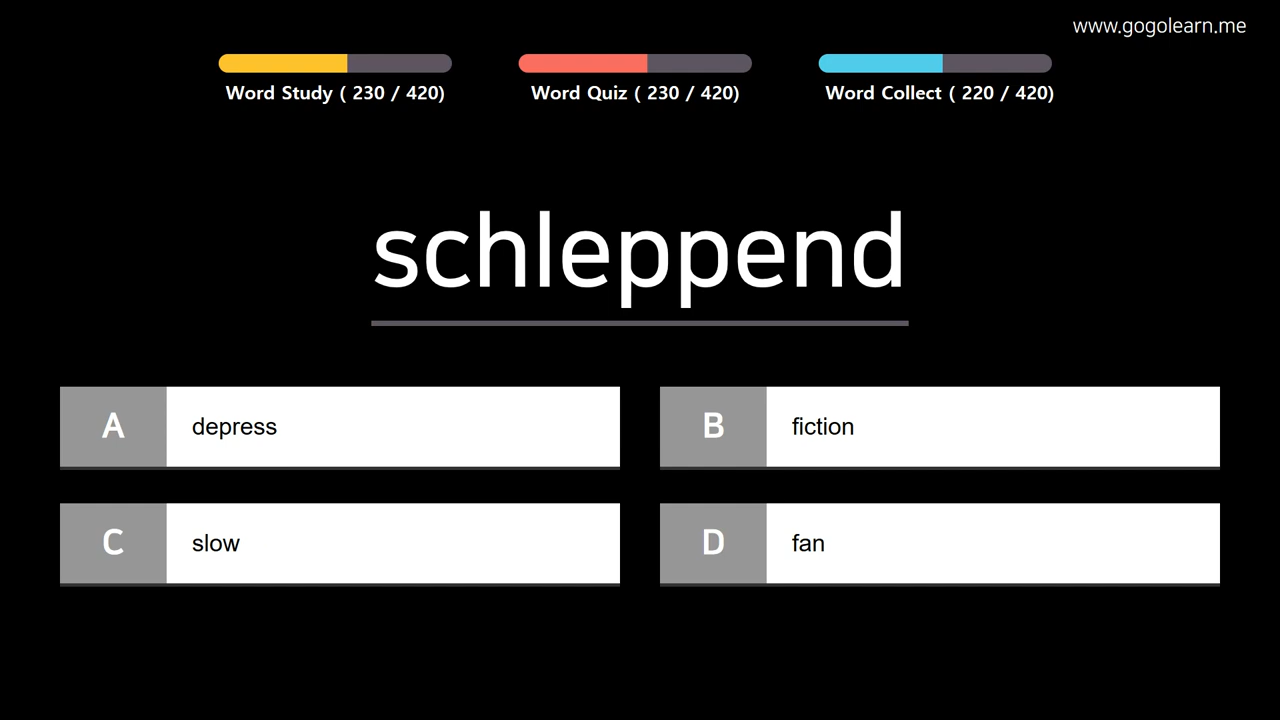 www.gogolearn.me
Word Study ( 230 / 420)
Word Quiz ( 230 / 420)
Word Collect ( 220 / 420)
schleppend
A depress
B fiction
C slow
D fan